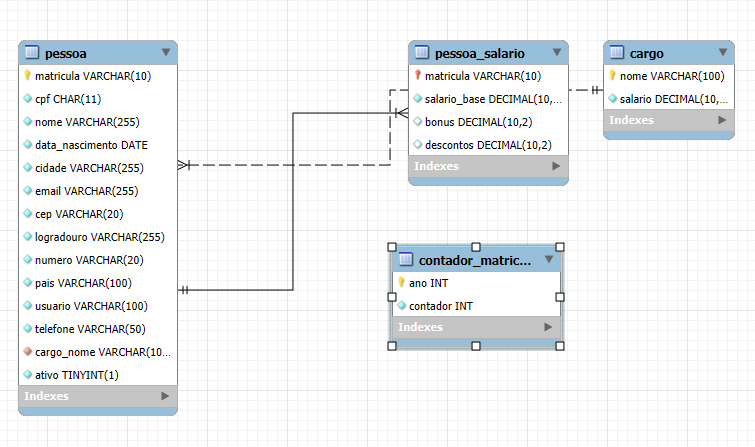 pessoa
matricula VARCHAR(10)
cpf CHAR(11)
nome VARCHAR(255)
data_nascimento DATE
cidade VARCHAR(255)
email VARCHAR(255)
cep VARCHAR(20)
logradouro VARCHAR(255)
numero VARCHAR(20)
pais VARCHAR(100)
usuario VARCHAR(100)
telefone VARCHAR(50)
cargo_nome VARCHAR(10...
ativo TINYINT(1)
Indexes
pessoa_salario
matricula VARCHAR(10)
salario_base DECIMAL(10,...
bonus DECIMAL(10,2)
descontos DECIMAL(10,2)
Indexes
cargo
nome VARCHAR(100)
salario DECIMAL(10,...
Indexes
contador_matric...
ano INT
contador INT
Indexes